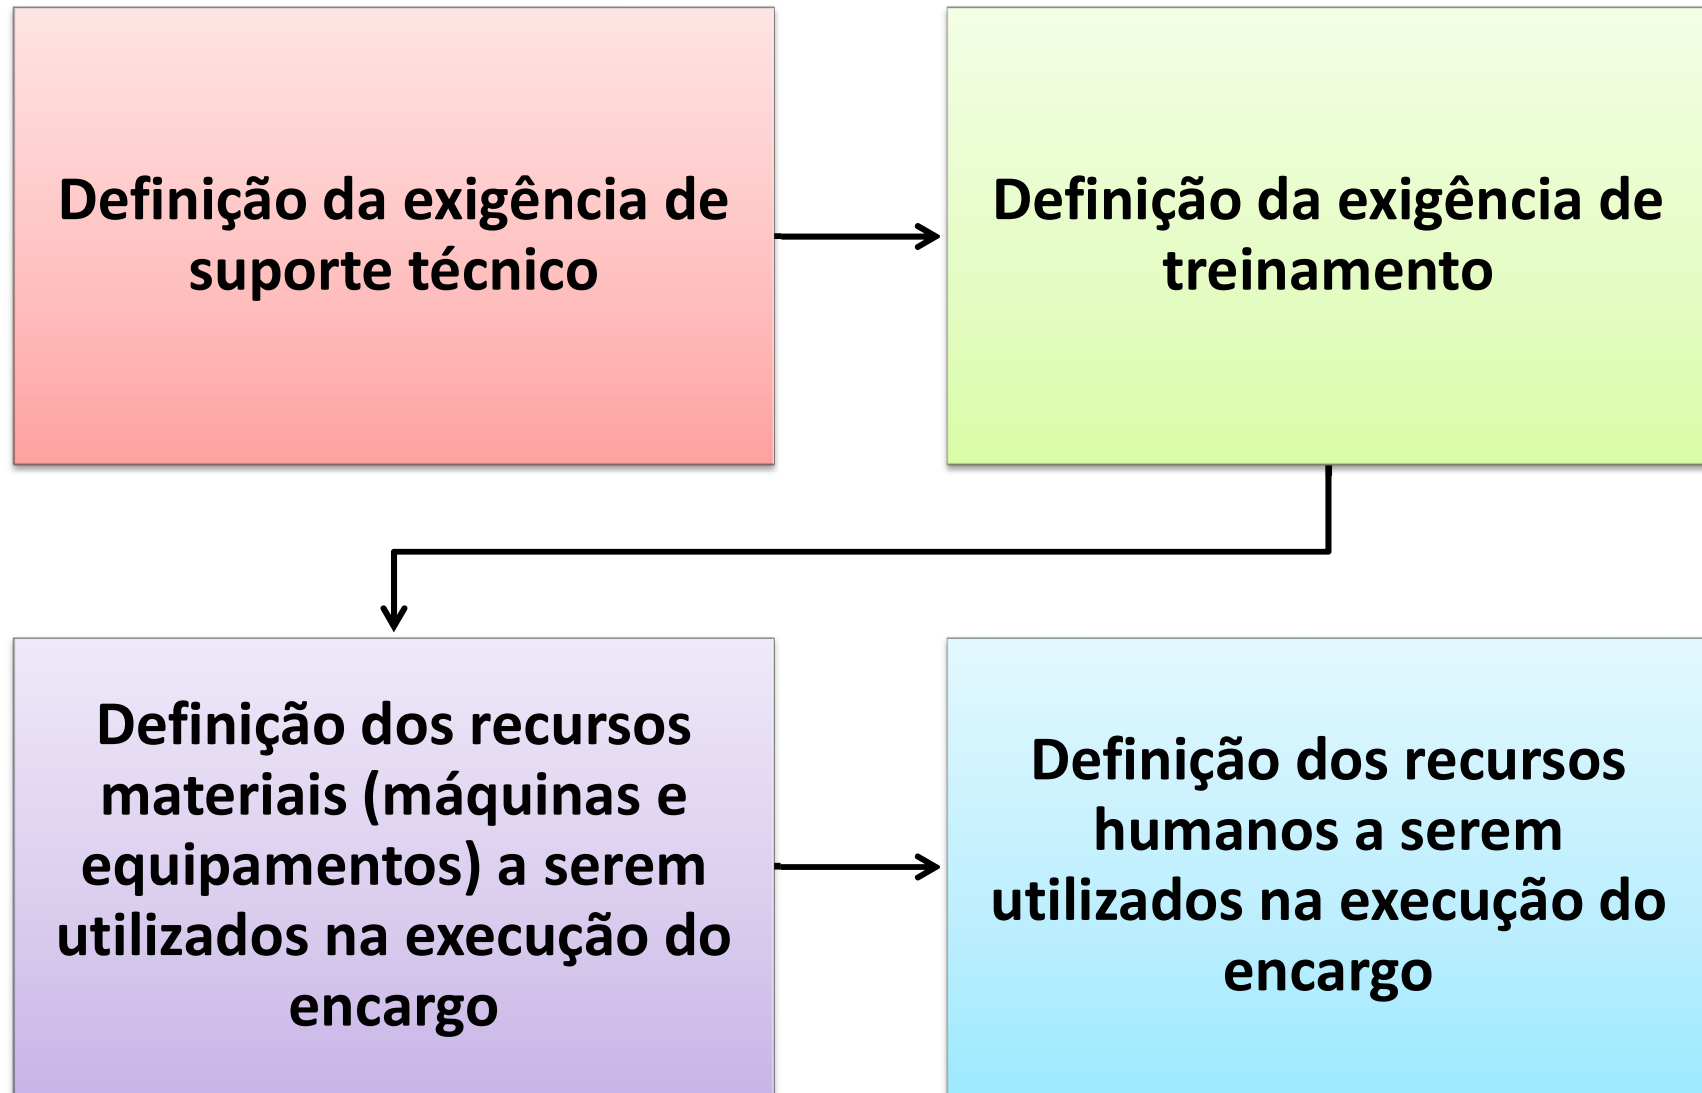 Definição da exigência de
suporte técnico
Definição da exigência de
treinamento
Definição dos recursos
materiais (máquinas e
equipamentos) a serem
utilizados na execução do
encargo
Definição dos recursos
humanos a serem
utilizados na execução do
encargo